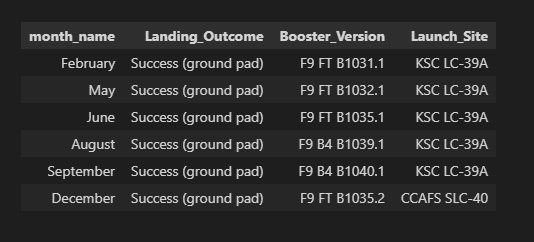 month_name Landing_Outcome Booster_Version Launch_Site
February Success (ground pad) F9 FT B1031.1 KSC LC-39A
May Success (ground pad) F9 FT B1032.1 KSC LC-39A
June Success (ground pad) F9 FT B1035.1 KSC LC-39A
August Success (ground pad) F9 B4 B1039.1 KSC LC-39A
September Success (ground pad) F9 B4 B1040.1 KSC LC-39A
December Success (ground pad) F9 FT B1035.2 CCAFS SLC-40